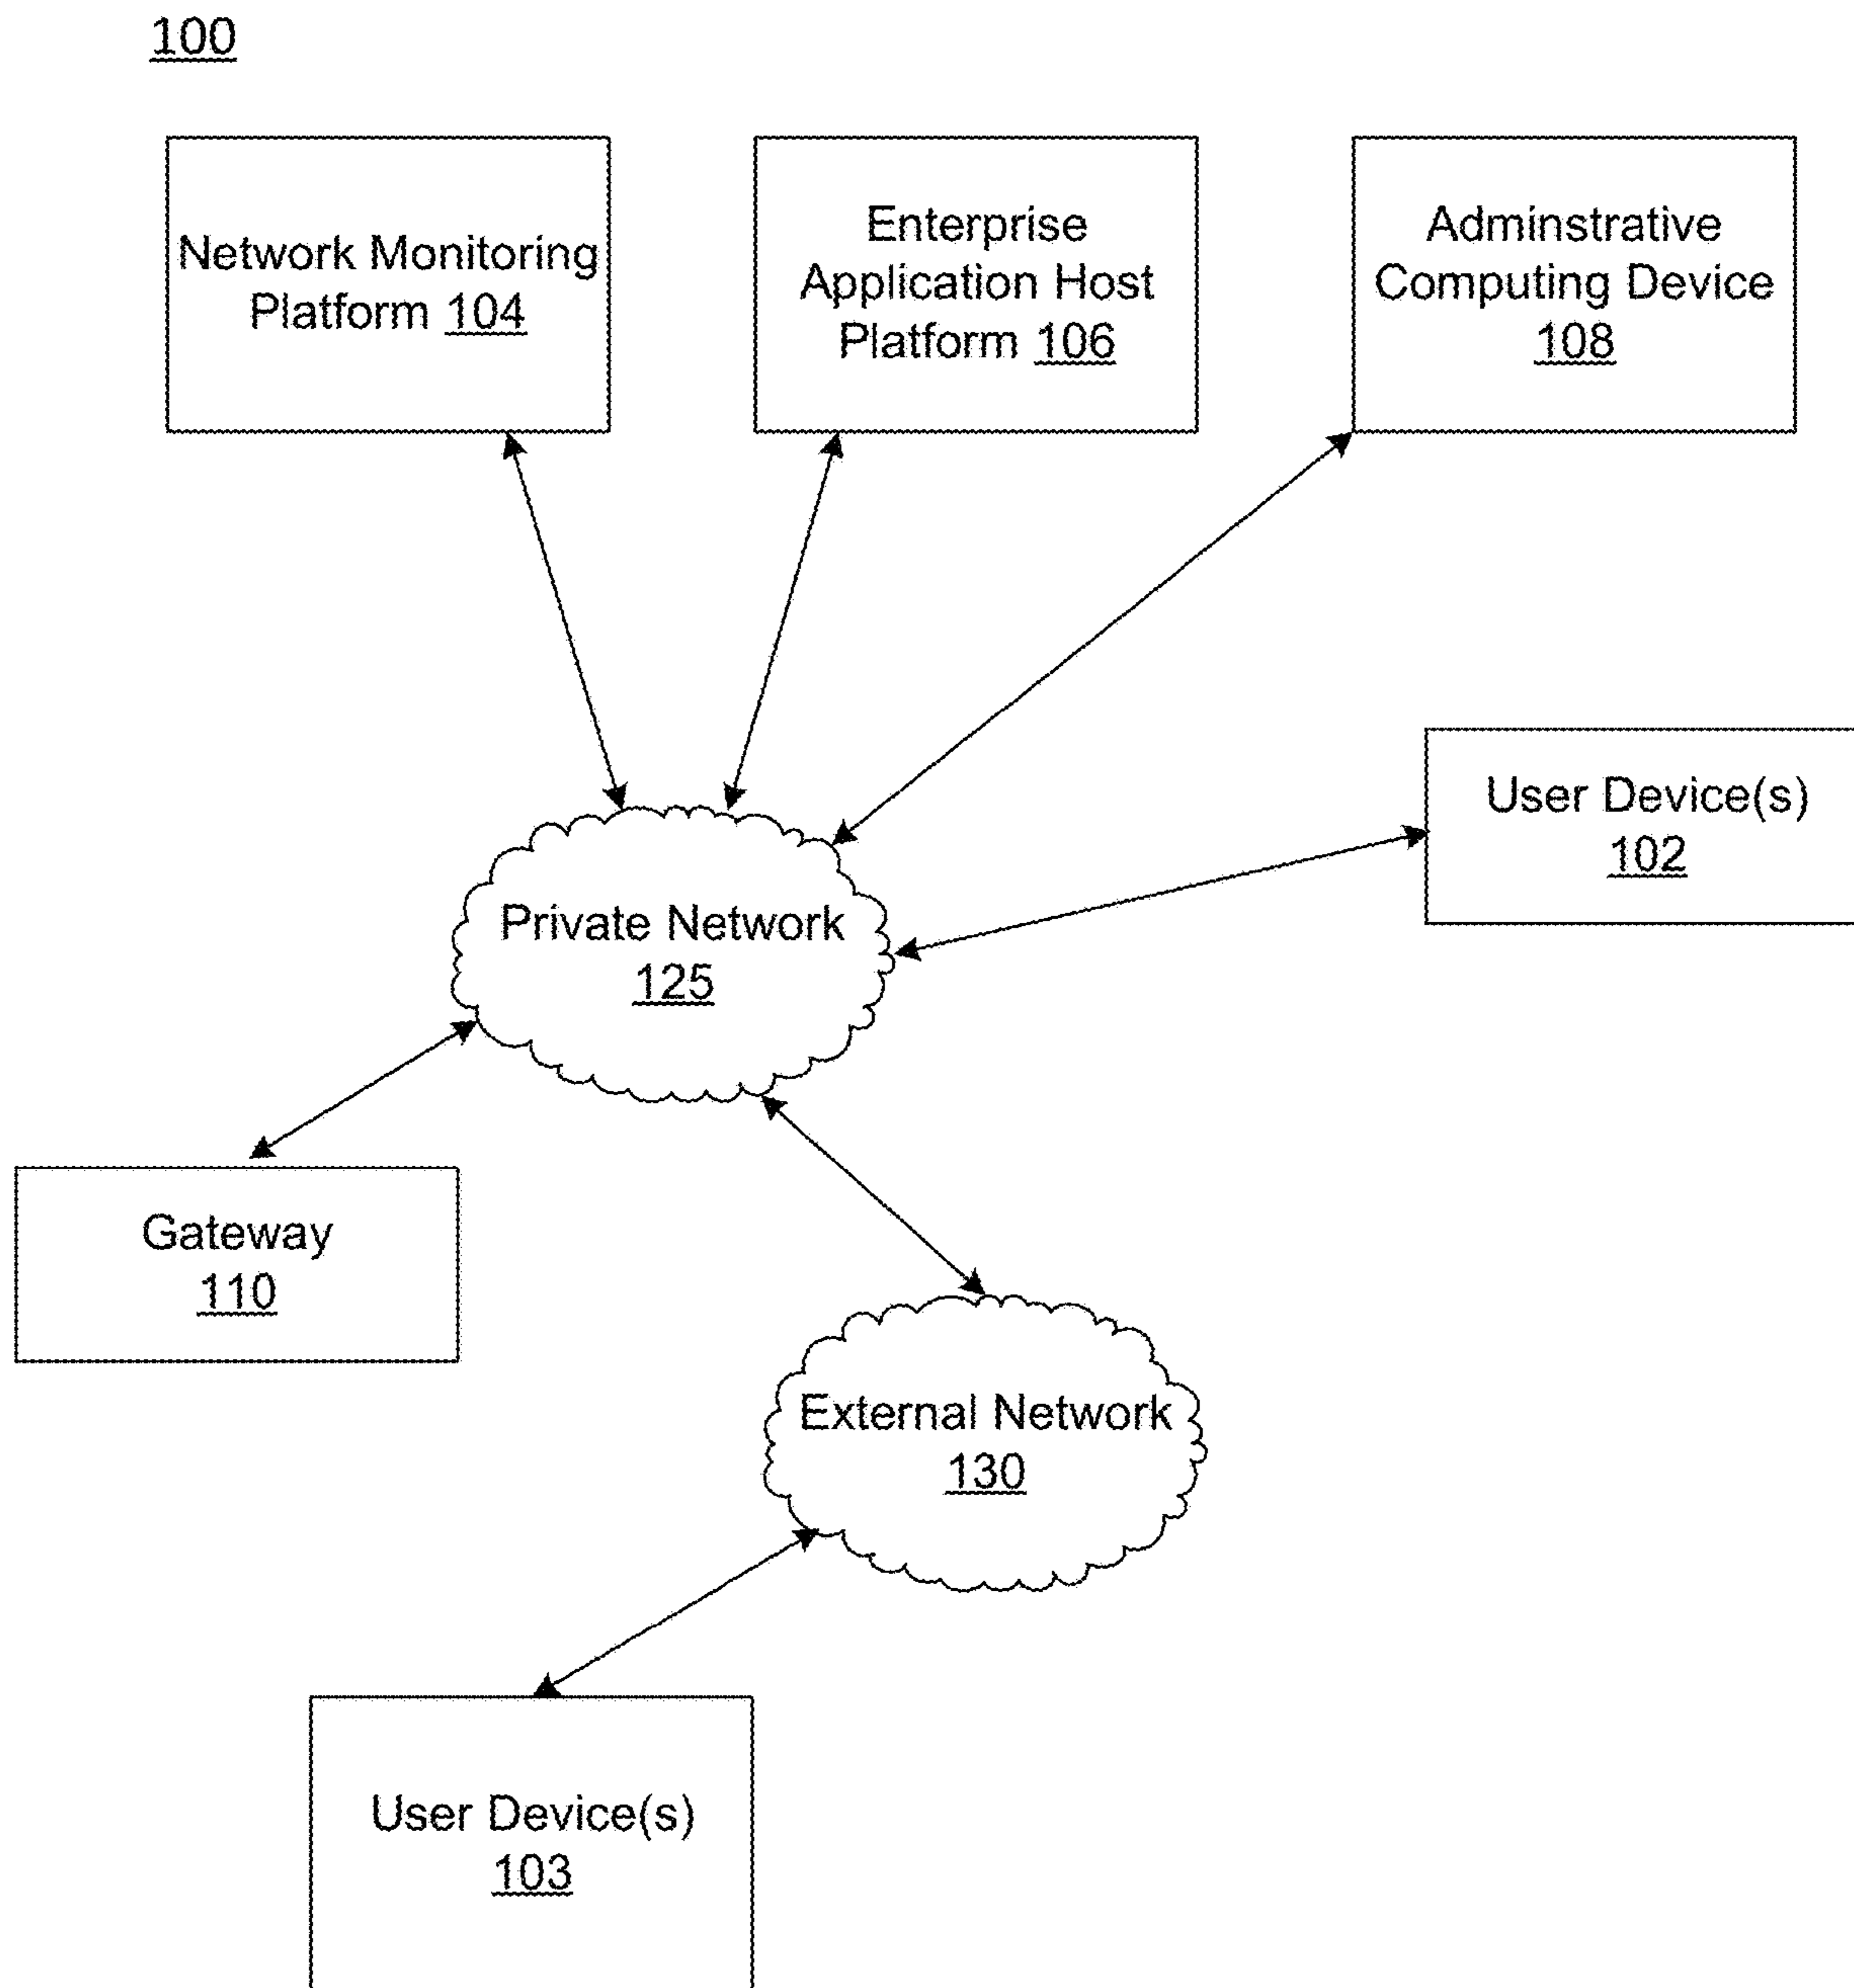 100
Network Monitoring
Platform 104
Enterprise
Application Host
Platform 106
Adminstrative
Computing Device
108
User Device(s)
102
Private Network
125
Gateway
110
External Network
130
User Device(s)
103